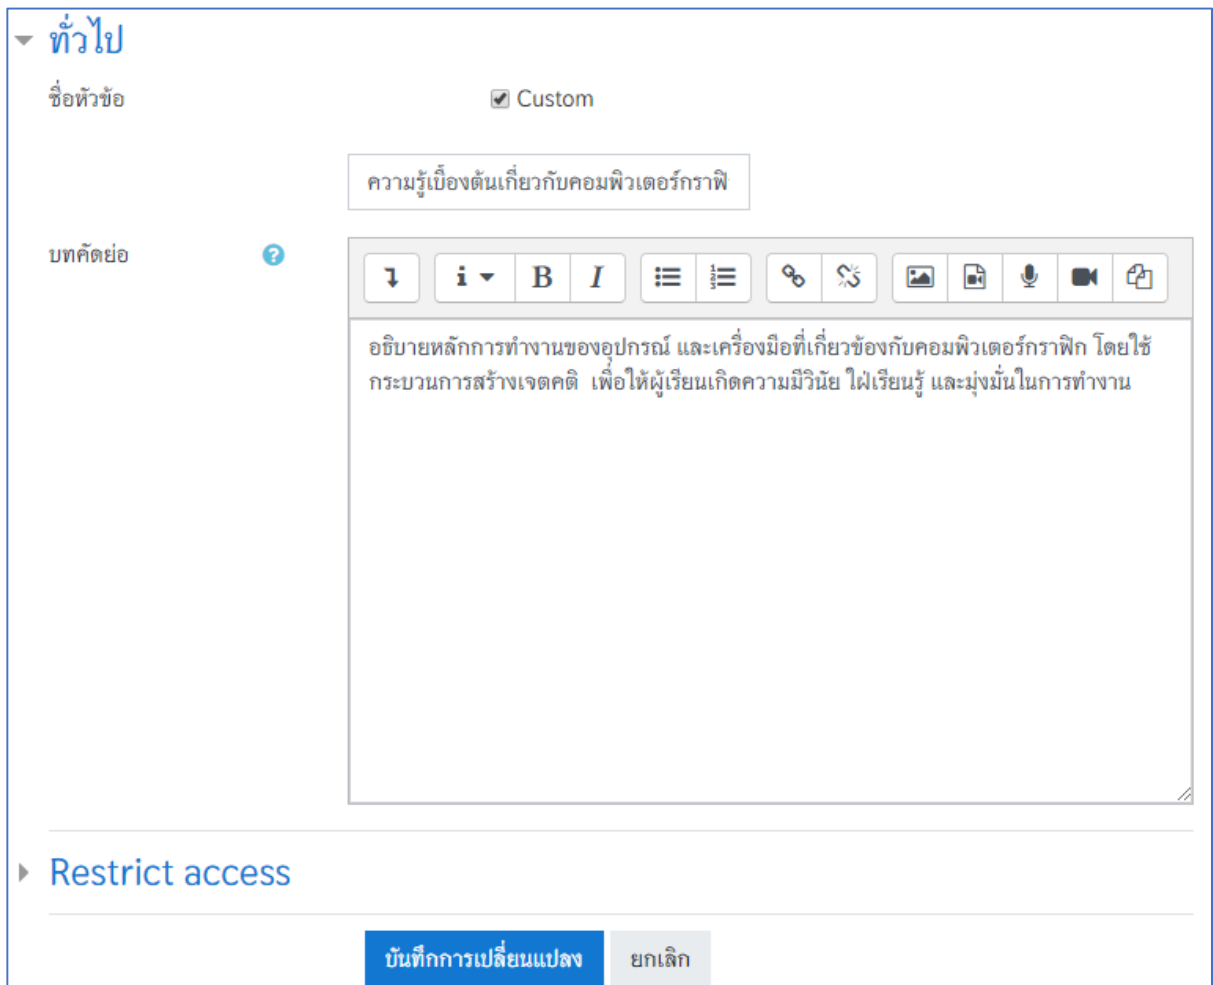 ทั่วไป
ชื่อหัวข้อ
Custom
ความรู้เบื้องต้นเกี่ยวกับคอมพิวเตอร์กราฟิ
บทคัดย่อ
อธิบายหลักการทำงานของอุปกรณ์ และเครื่องมือที่เกี่ยวข้องกับคอมพิวเตอร์กราฟิก โดยใช้
กระบวนการสร้างเจตคติ เพื่อให้ผู้เรียนเกิดความมีวินัย ใฝ่เรียนรู้ และมุ่งมั่นในการทำงาน
Restrict access
บันทึกการเปลี่ยนแปลง
ยกเลิก